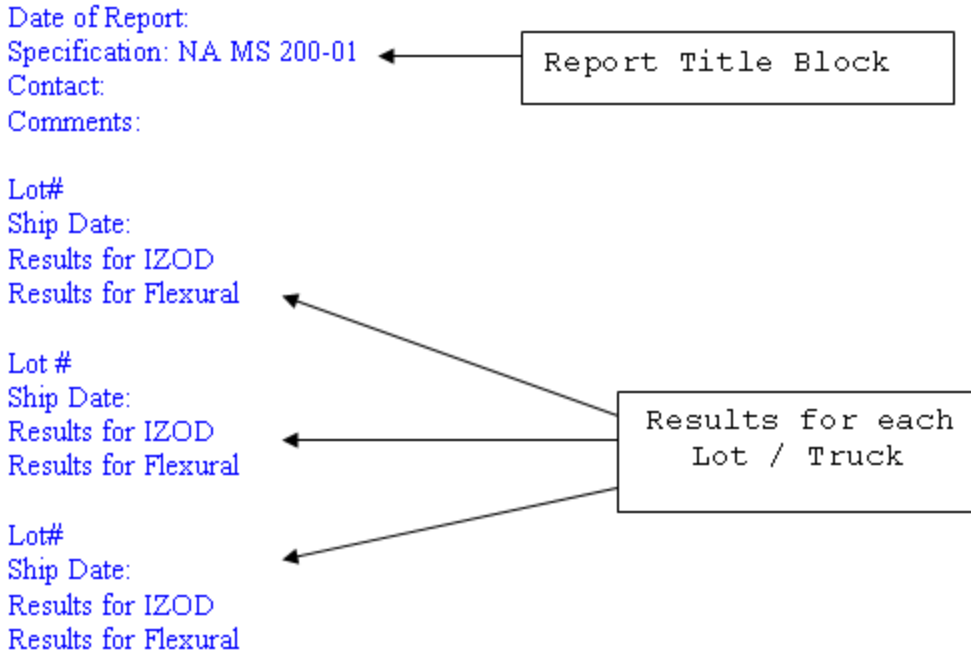 Date of Report:
Specification: NA MS 200-01
Contact:
Comments:
Report Title Block
Lot#
Ship Date:
Results for IZOD
Results for Flexural
Lot #
Ship Date:
Results for IZOD
Results for Flexural
Results for each
Lot / Truck
Lot#
Ship Date:
Results for IZOD
Results for Flexural